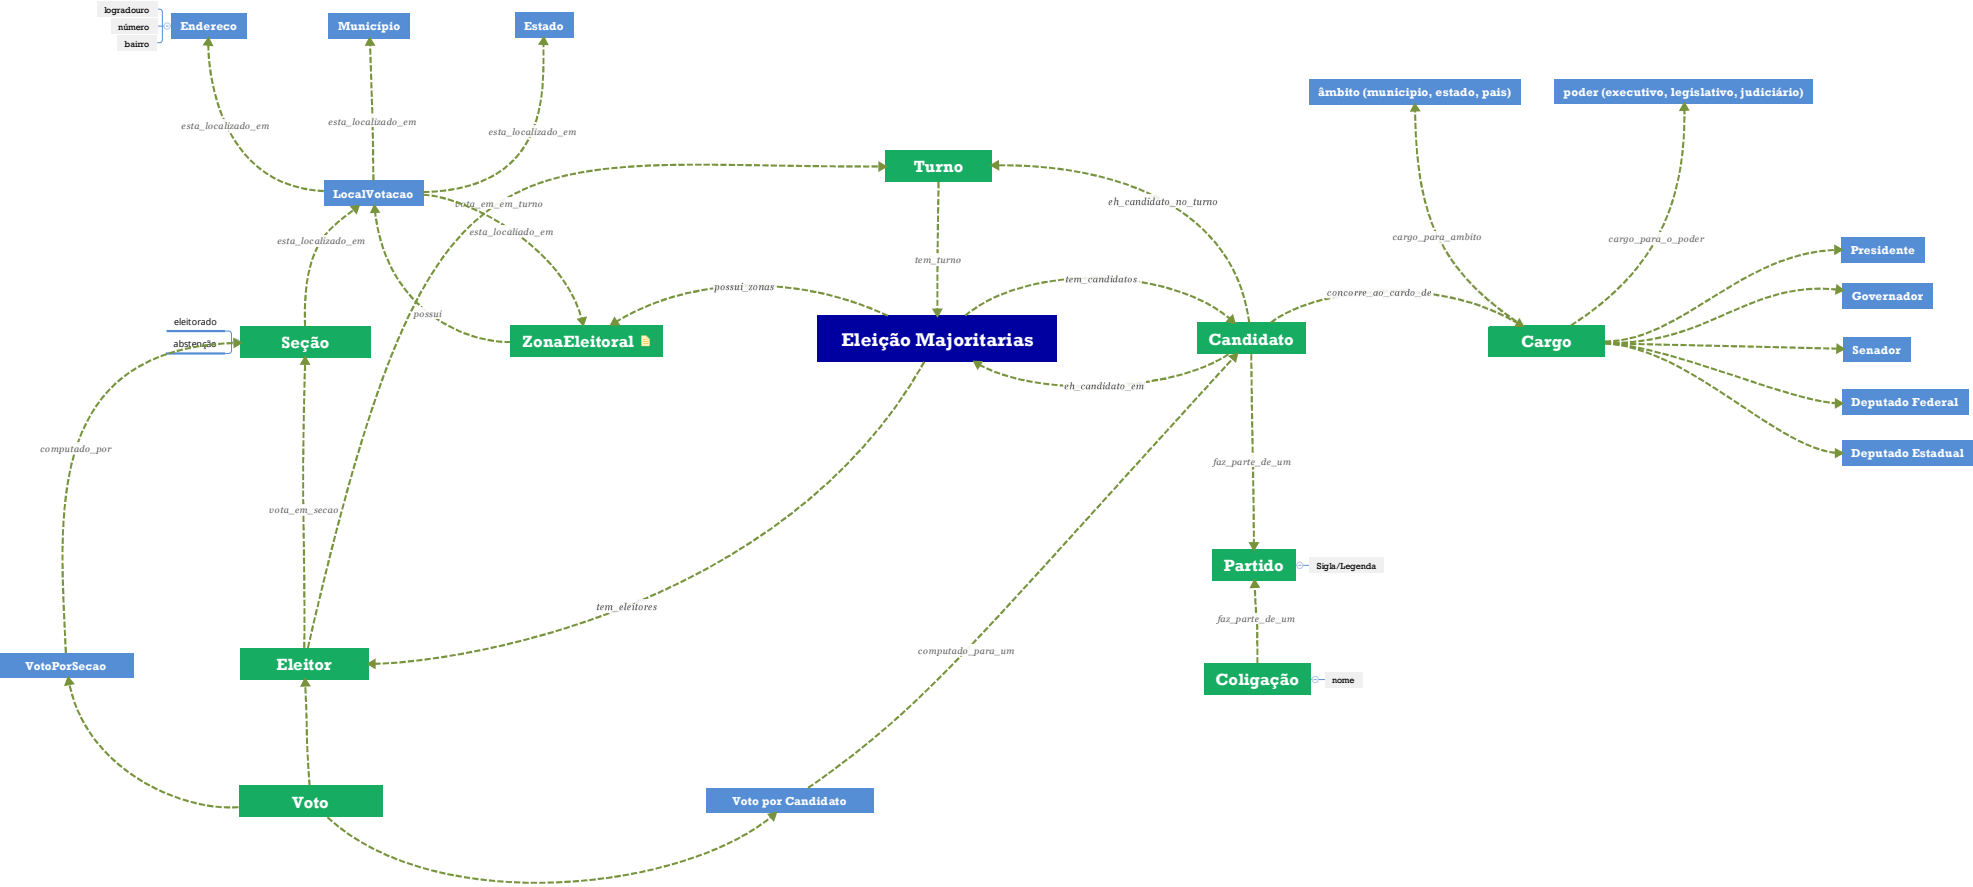 logradouro
número
bairro
Endereco
Município
Estado
âmbito (municipio, estado, pais)
poder (executivo, legislativo, judiciário)
esta_localizado_em
esta_localizado_em
esta_localizado_em
Turno
LocalVotacao
vota_em_em_turno
eh_candidato_no_turno
esta_localizado_em
esta_localiado_em
cargo_para_ambito
cargo_para_o_poder
Presidente
tem_turno
possui_zonas
tem_candidatos
concorre_ao_cardo_de
Governador
possui
eleitorado
abstenção
Seção
ZonaEleitoral
Eleição Majoritarias
Candidato
Cargo
Senador
eh_candidato_em
Deputado Federal
computado_por
Deputado Estadual
faz_parte_de_um
vota_em_secao
Partido
Sigla/Legenda
tem_eleitores
faz_parte_de_um
computado_para_um
VotoPorSecao
Eleitor
Coligação
nome
Voto
Voto por Candidato